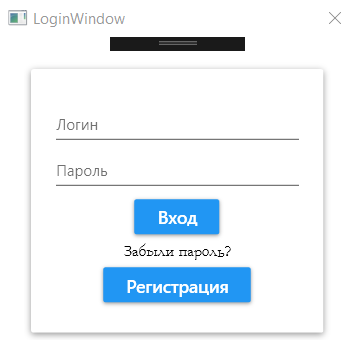 LoginWindow
Логин
Пароль
Вход
Забыли пароль?
Регистрация